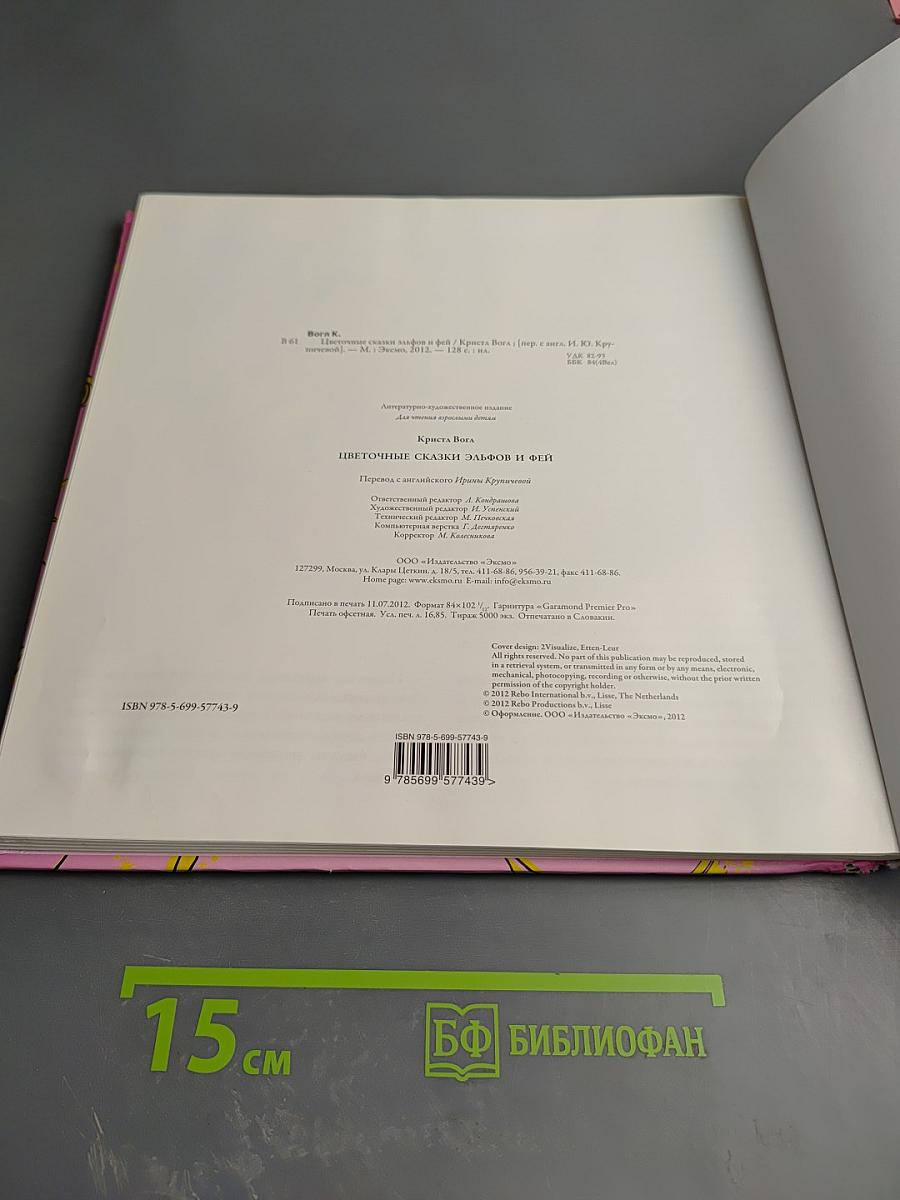 Вогл К.
В 61 Цветочные сказки эльфов и фей / Криста Вогл ; [пер. с англ. И. Ю. Кру-
пичевой]. — М. : Эксмо, 2012. — 128 с. : ил.
УДК 82-93
ББК 84(4Вел)
Литературно-художественное издание
Для чтения взрослыми детям
Криста Вогл
ЦВЕТОЧНЫЕ СКАЗКИ ЭЛЬФОВ И ФЕЙ
Перевод с английского Ирины Крупичевой
Ответственный редактор Л. Кондрашова
Художественный редактор И. Успенский
Технический редактор М. Печковская
Компьютерная верстка Г. Дегтяренко
Корректор М. Колесникова
ООО «Издательство «Эксмо»
127299, Москва, ул. Клары Цеткин, д. 18/5, тел. 411-68-86, 956-39-21, факс 411-68-86.
Home page: www.eksmo.ru E-mail: info@eksmo.ru
Подписано в печать 11.07.2012. Формат 84×102 Гарнитура «Garamond Premier Pro»
Печать офсетная. Усл. печ. л. 16,85. Тираж 5000 экз. Отпечатано в Словакии.
Cover design: 2Visualize, Etten-Leur
All rights reserved. No part of this publication may be reproduced, stored
in a retrieval system, or transmitted in any form or by any means, electronic,
mechanical, photocopying, recording or otherwise, without the prior written
permission of the copyright holder.
© 2012 Rebo International b.v., Lisse, The Netherlands
© 2012 Rebo Productions b.v., Lisse
© Оформление. ООО «Издательство «Эксмо», 2012
ISBN 978-5-699-57743-9
ISBN 978-5-699-57743-9
9 785699 577439 >
15 см
БФ БИБЛИОФАН